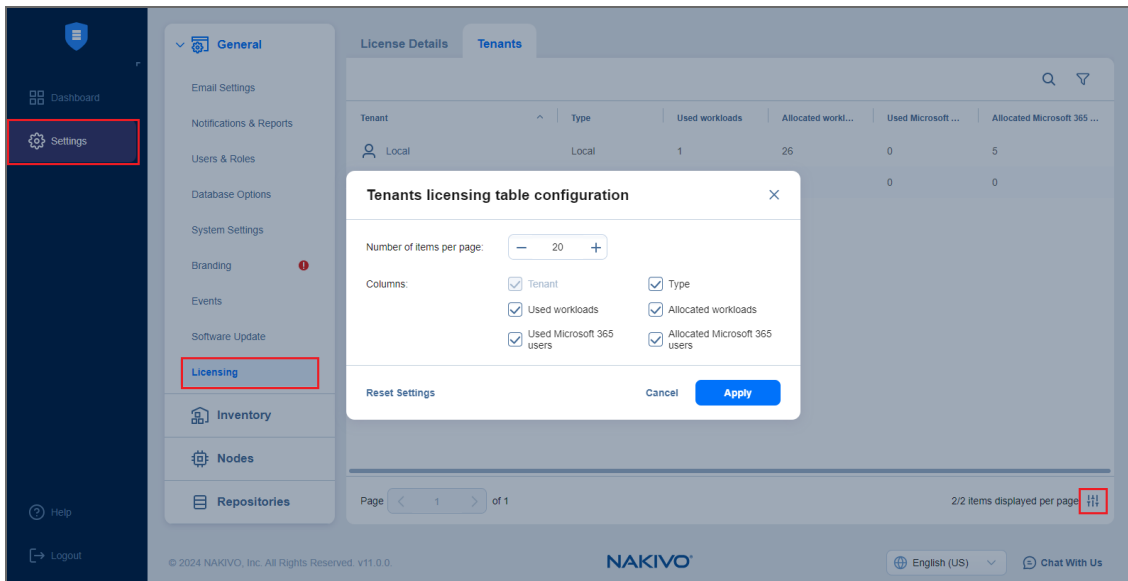 Dashboard
Settings
Help
Logout
General
Email Settings
Notifications & Reports
Users & Roles
Database Options
System Settings
Branding
Events
Software Update
Licensing
Inventory
Nodes
Repositories
License Details Tenants
Tenant Type Used workloads Allocated workl... Used Microsoft ... Allocated Microsoft 365 ...
Local Local 1 26 0 5
0 0
Tenants licensing table configuration
Number of items per page: 20
Columns: Tenant Type
Used workloads Allocated workloads
Used Microsoft 365 users Allocated Microsoft 365 users
Reset Settings Cancel Apply
Page 1 of 1 2/2 items displayed per page
© 2024 NAKIVO, Inc. All Rights Reserved. v11.0.0. NAKIVO® English (US) Chat With Us